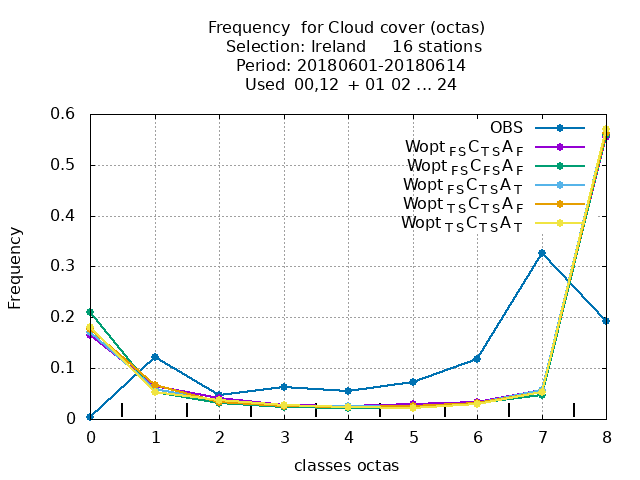 Frequency  for Cloud cover (octas)
Selection: Ireland     16 stations
Period: 20180601-20180614
Used  00,12  + 01 02 ... 24
0.6
0.5
0.4
0.3
0.2
0.1
0
Frequency
OBS
Wopt FS C TS A F
Wopt FS C FS A F
Wopt FS C TS A T
Wopt TS C TS A F
Wopt TS C TS A T
0 1 2 3 4 5 6 7 8
classes octas